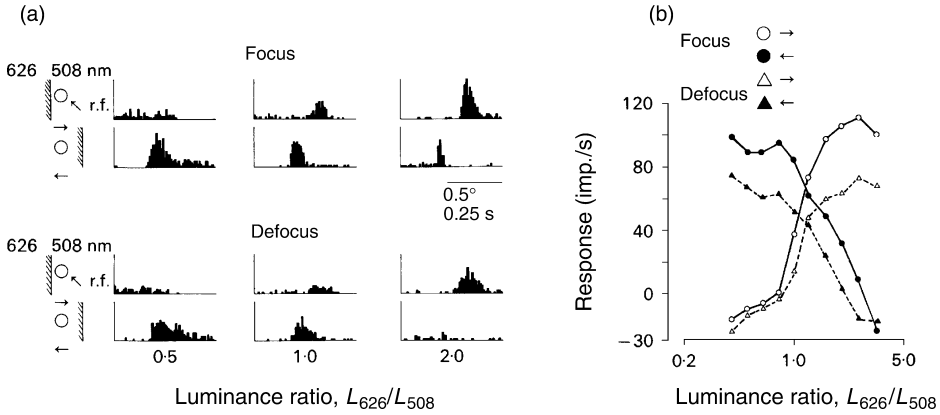 (a)
Focus
626 508 nm
r.f.
→
←
0.5°
0.25 s
Defocus
626 508 nm
r.f.
→
←
0·5 1·0 2·0
Luminance ratio, L626/L508
(b)
Focus ○ →
● ←
Defocus △ →
▲ ←
Response (imp./s)
120
80
40
0
−30
0·2 1·0 5·0
Luminance ratio, L626/L508